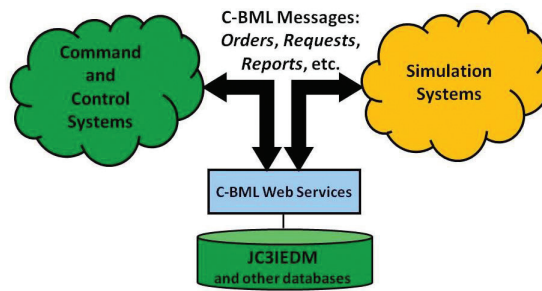 C-BML Messages:
Orders, Requests,
Reports, etc.
Command
and
Control
Systems
Simulation
Systems
C-BML Web Services
JC3IEDM
and other databases